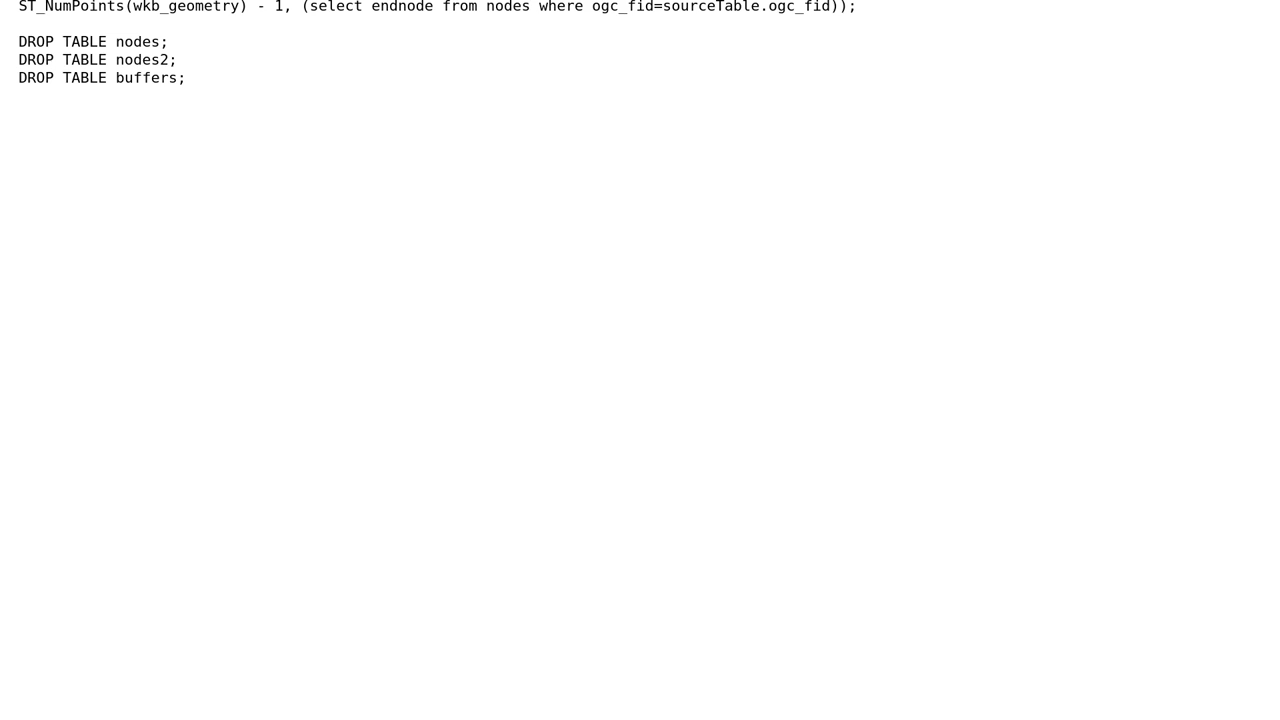 ST_NumPoints(wkb_geometry) - 1, (select endnode from nodes where ogc_fid=sourceTable.ogc_fid));
DROP TABLE nodes;
DROP TABLE nodes2;
DROP TABLE buffers;